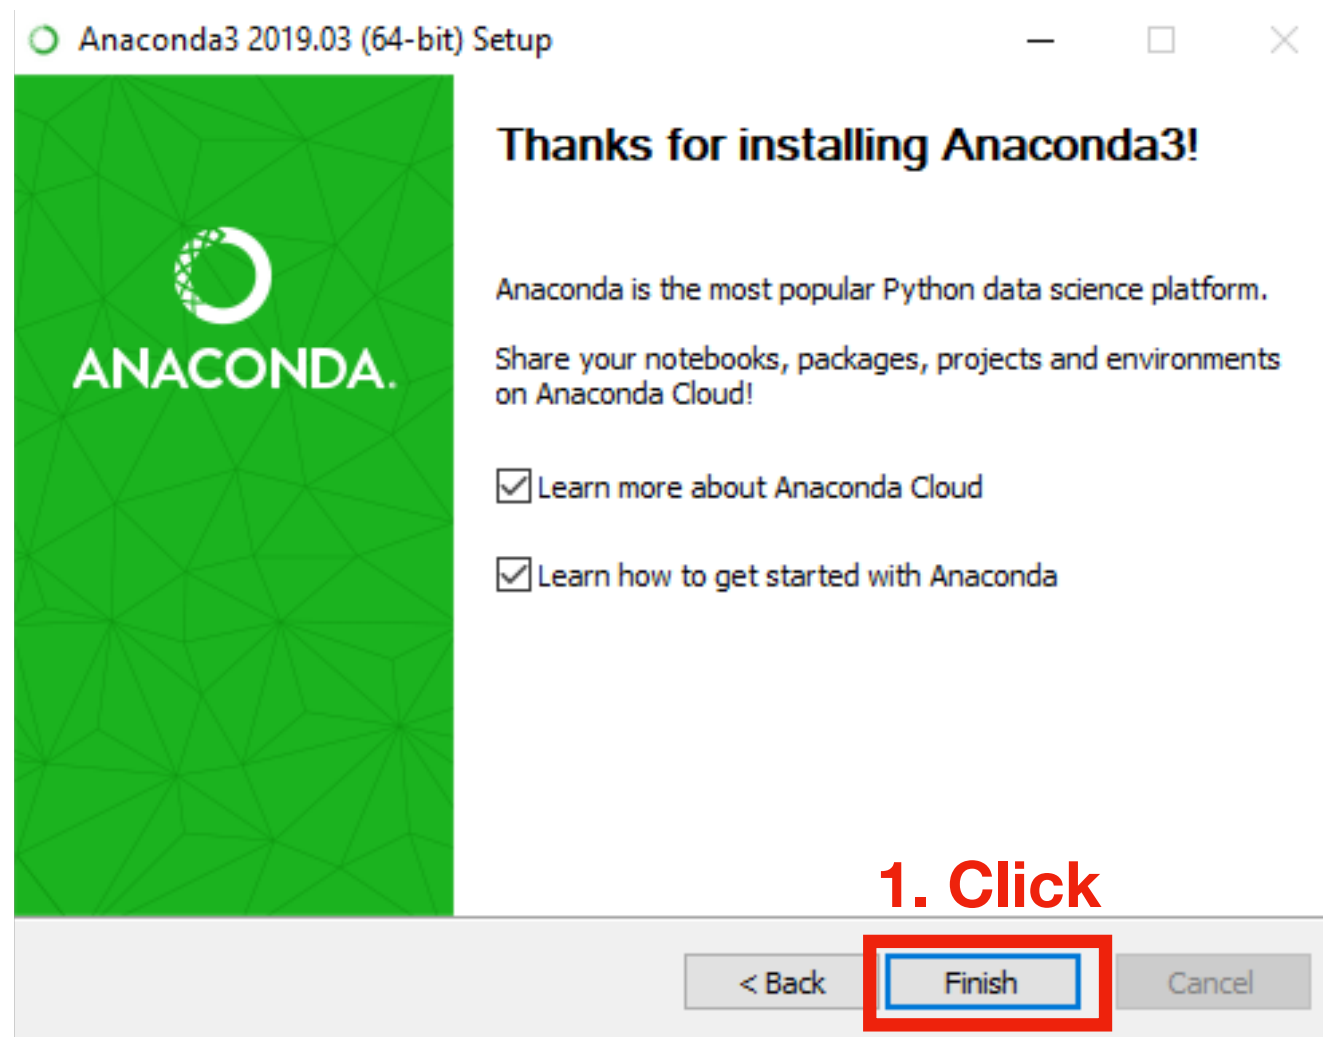 Anaconda3 2019.03 (64-bit) Setup
Thanks for installing Anaconda3!
ANACONDA.
Anaconda is the most popular Python data science platform.
Share your notebooks, packages, projects and environments
on Anaconda Cloud!
Learn more about Anaconda Cloud
Learn how to get started with Anaconda
1. Click
< Back
Finish
Cancel